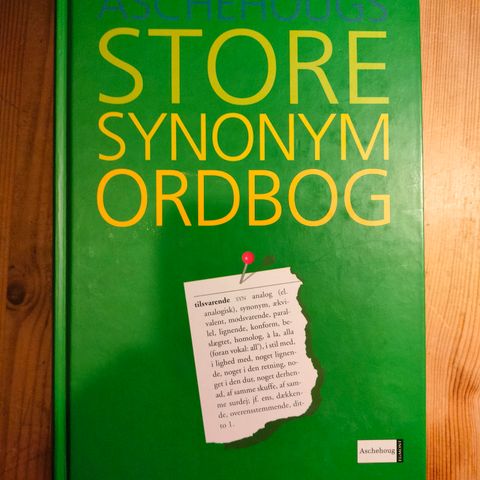 ASCHEHOUGS
STORE
SYNONYM
ORDBOG
tilsvarende SYN analog (el.
analogisk), synonym, ækvi-
valent, modsvarende, paral-
lel, lignende, konform, be-
slægtet, homolog, à la, alla
(foran vokal: all'), i stil med,
i lighed med, noget lignen-
de, noget i den retning, no-
get i den dur, noget derhen-
ad, af samme skuffe, af sam-
me surdej; jf. ens, dækken-
de, overensstemmende, dit-
to 1.
Aschehoug
EGMONT